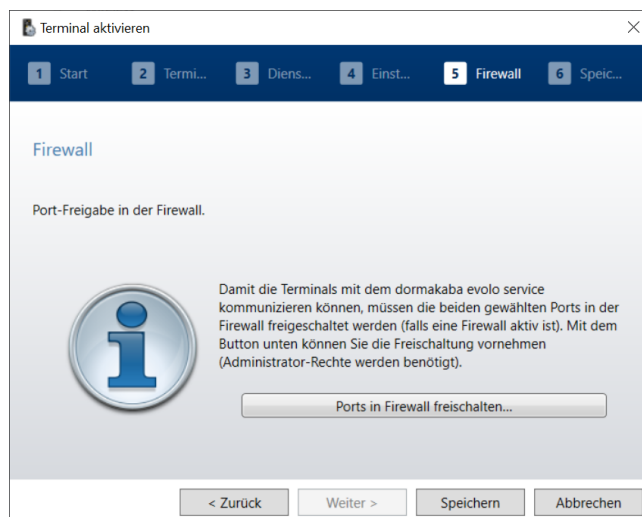 Terminal aktivieren
1 Start 2 Termi... 3 Diens... 4 Einst... 5 Firewall 6 Speic...
Firewall
Port-Freigabe in der Firewall.
Damit die Terminals mit dem dormakaba evolo service
kommunizieren können, müssen die beiden gewählten Ports in der
Firewall freigeschaltet werden (falls eine Firewall aktiv ist). Mit dem
Button unten können Sie die Freischaltung vornehmen
(Administrator-Rechte werden benötigt).
Ports in Firewall freischalten...
< Zurück Weiter > Speichern Abbrechen